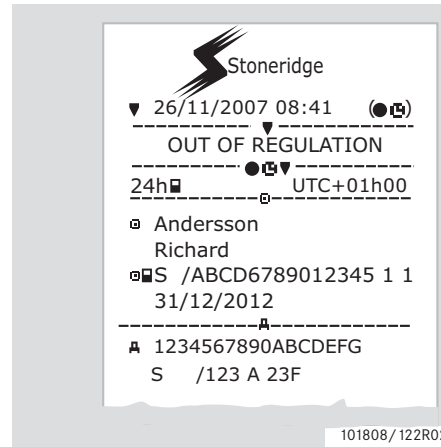 Stoneridge
26/11/2007 08:41
OUT OF REGULATION
24h UTC+01h00
Andersson
Richard
S /ABCD6789012345 1 1
31/12/2012
1234567890ABCDEFG
S /123 A 23F
101808/122R02